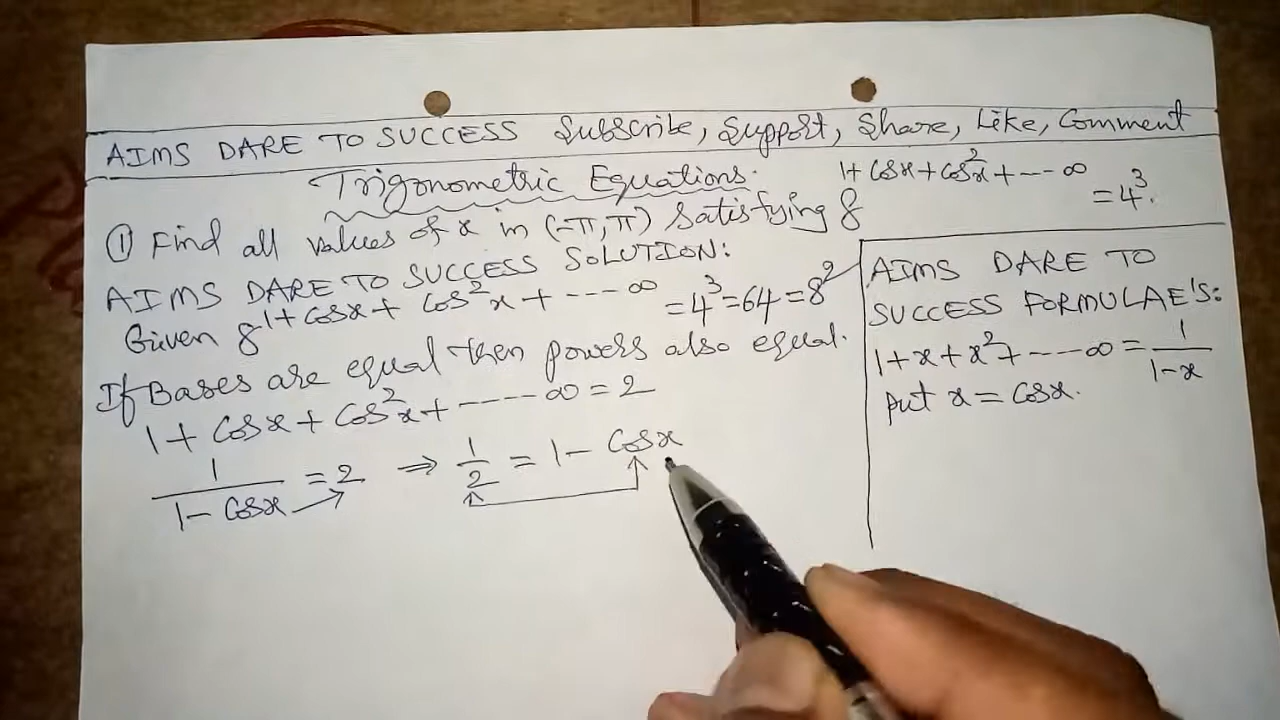 AIMS DARE TO SUCCESS Subscribe, Support, Share, Like, Comment
Trigonometric Equations.
① Find all values of x in (-π, π) satisfying 8^(1+cosx+cos²x+----∞) = 4³.
AIMS DARE TO SUCCESS SOLUTION:
Given 8^(1+cosx+cos²x+----∞) = 4³ = 64 = 8²
If Bases are equal then powers also equal.
1+cosx+cos²x+-----∞ = 2
1/(1-cosx) = 2 ⇒ 1/2 = 1-cosx
AIMS DARE TO
SUCCESS FORMULAE'S:
1+x+x²+----∞ = 1/(1-x)
put x = cosx.